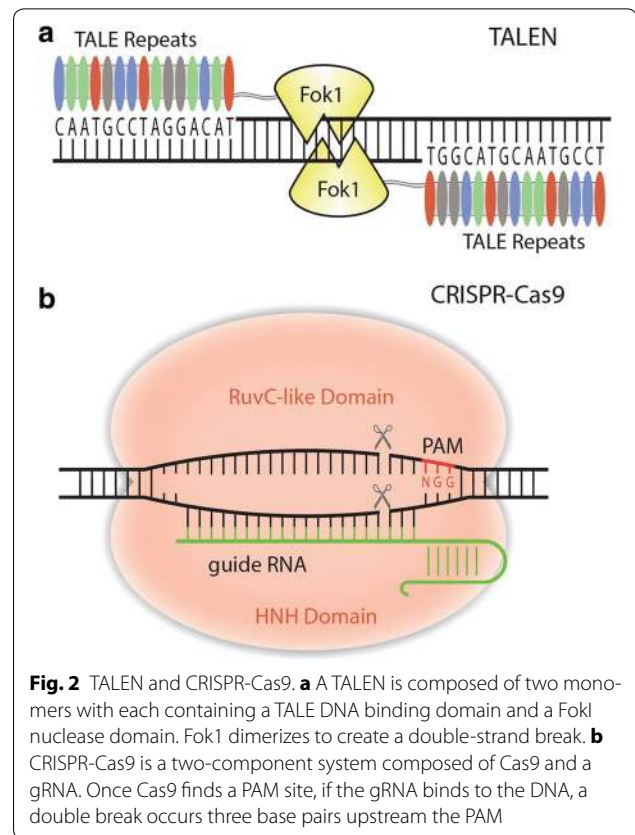 a
TALE Repeats
TALEN
Fok1
CAATGCCTAGGACAT
TGGCATGCAATGCCT
Fok1
TALE Repeats
b
CRISPR-Cas9
RuvC-like Domain
PAM
NGG
guide RNA
HNH Domain
Fig. 2 TALEN and CRISPR-Cas9. a A TALEN is composed of two mono-
mers with each containing a TALE DNA binding domain and a FokI
nuclease domain. Fok1 dimerizes to create a double-strand break. b
CRISPR-Cas9 is a two-component system composed of Cas9 and a
gRNA. Once Cas9 finds a PAM site, if the gRNA binds to the DNA, a
double break occurs three base pairs upstream the PAM